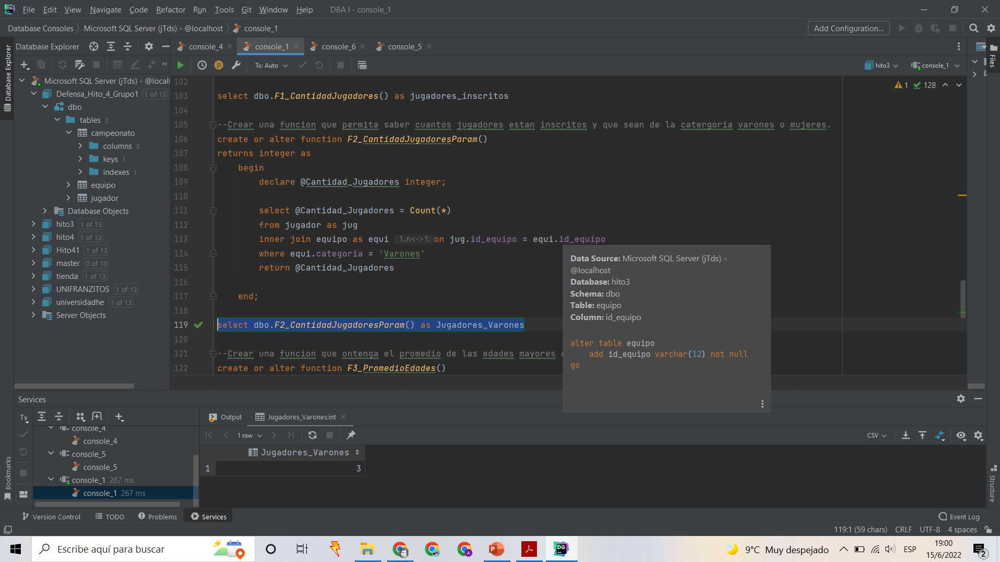 File Edit View Navigate Code Refactor Run Tools Git Window Help DBA I - console_1
Database Consoles Microsoft SQL Server (jTds) - @localhost console_1 Add Configuration...
Database Explorer console_4 console_1 console_6 console_5
Tx: Auto hito3 console_1
Database Explorer
Files
Microsoft SQL Server (jTds) - @locall
Defensa_Hito_4_Grupo1 1 of 13
dbo
tables 3
campeonato
columns 3
keys 1
indexes 1
equipo
jugador
Database Objects
hito3 1 of 13
hito4 1 of 13
Hito41 1 of 13
master 0 of 13
tienda 1 of 13
UNIFRANZITOS 1 of 13
universidadhe 1 of 13
Server Objects
1 128
102
103 select dbo.F1_CantidadJugadores() as jugadores_inscritos
104
105 --Crear una funcion que permita saber cuantos jugadores estan inscritos y que sean de la catergoria varones o mujeres.
106 create or alter function F2_CantidadJugadoresParam()
107 returns integer as
108 begin
109 declare @Cantidad_Jugadores integer;
110
111 select @Cantidad_Jugadores = Count(*)
112 from jugador as jug
113 inner join equipo as equi 1..n<->1: on jug.id_equipo = equi.id_equipo
114 where equi.categoria = 'Varones'
115 return @Cantidad_Jugadores
116
117 end;
118
119 select dbo.F2_CantidadJugadoresParam() as Jugadores_Varones
120
121 --Crear una funcion que ontenga el promedio de las edades mayores a
122 create or alter function F3_PromedioEdades()
Data Source: Microsoft SQL Server (jTds) -
@localhost
Database: hito3
Schema: dbo
Table: equipo
Column: id_equipo
alter table equipo
add id_equipo varchar(12) not null
go
Services
Tx
console_4
console_4
console_5
console_5
console_1 267 ms
console_1 267 ms
Output Jugadores_Varones:int
1 row CSV
Jugadores_Varones
1 3
Bookmarks
Structure
Version Control TODO Problems Services Event Log
119:1 (59 chars) CRLF UTF-8 4 spaces
Escribe aquí para buscar 9°C Muy despejado ESP 19:00
15/6/2022 2